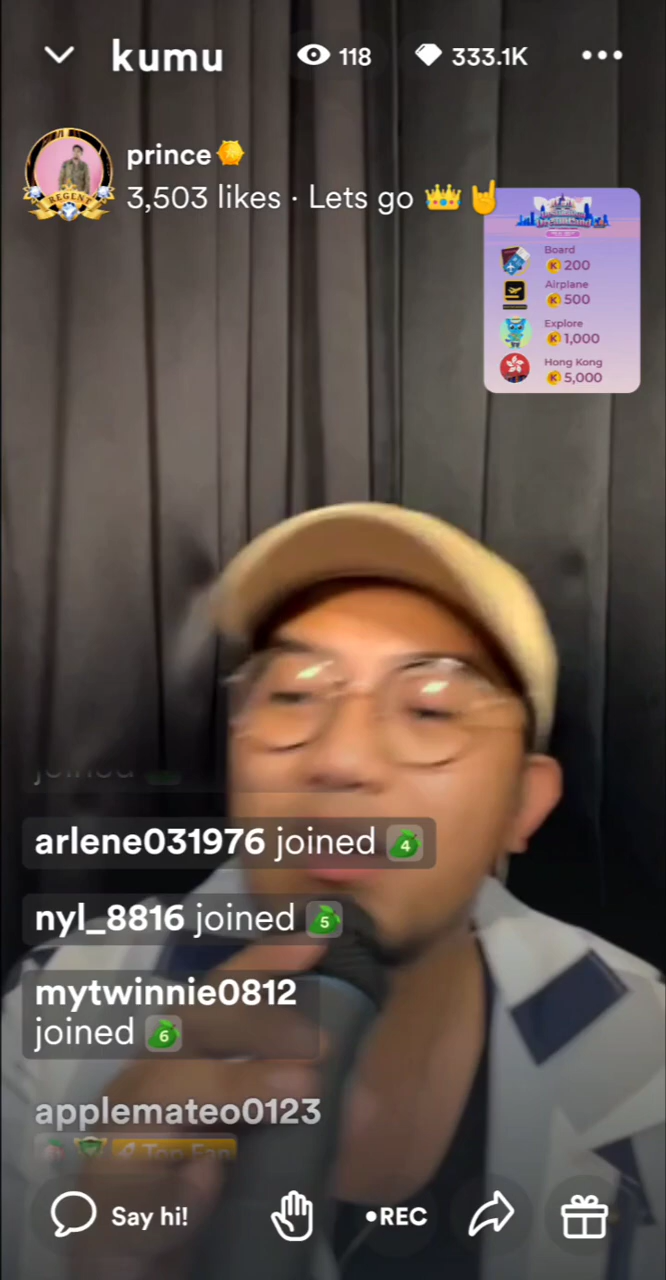 kumu
118
333.1K
prince
3,503 likes · Lets go 👑 🤘
REGENT
Board
K 200
Airplane
K 500
Explore
K 1,000
Hong Kong
K 5,000
joined
arlene031976 joined 4
nyl_8816 joined 5
mytwinnie0812
joined 6
applemateo0123
Top Fan
Say hi!
•REC